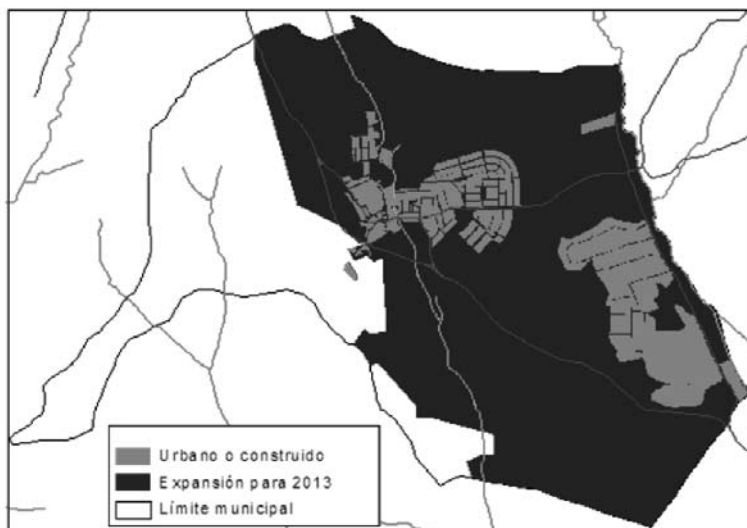 Urbano o construido
Expansión para 2013
Límite municipal